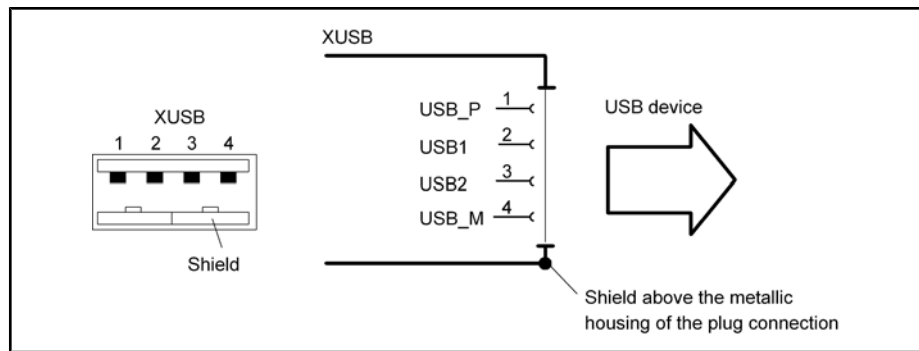 XUSB
1 2 3 4
Shield
XUSB
USB_P 1
USB1 2
USB2 3
USB_M 4
USB device
Shield above the metallic
housing of the plug connection